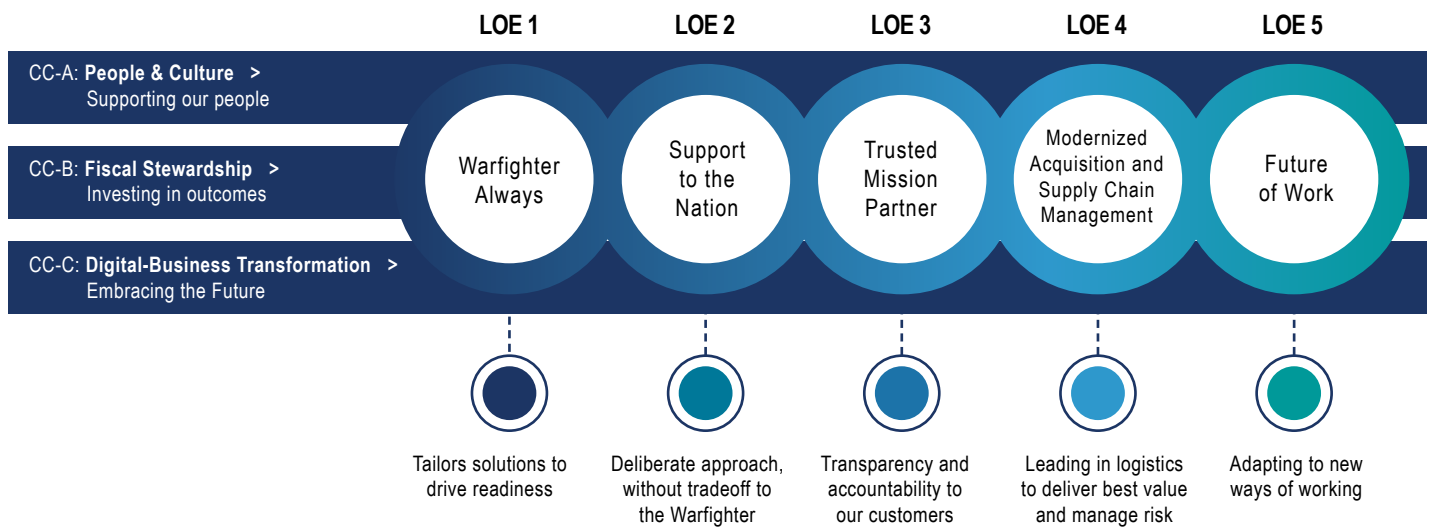 LOE 1
LOE 2
LOE 3
LOE 4
LOE 5
CC-A: People & Culture >
Supporting our people
CC-B: Fiscal Stewardship >
Investing in outcomes
CC-C: Digital-Business Transformation >
Embracing the Future
Warfighter
Always
Support
to the
Nation
Trusted
Mission
Partner
Modernized
Acquisition and
Supply Chain
Management
Future
of Work
Tailors solutions to
drive readiness
Deliberate approach,
without tradeoff to
the Warfighter
Transparency and
accountability to
our customers
Leading in logistics
to deliver best value
and manage risk
Adapting to new
ways of working